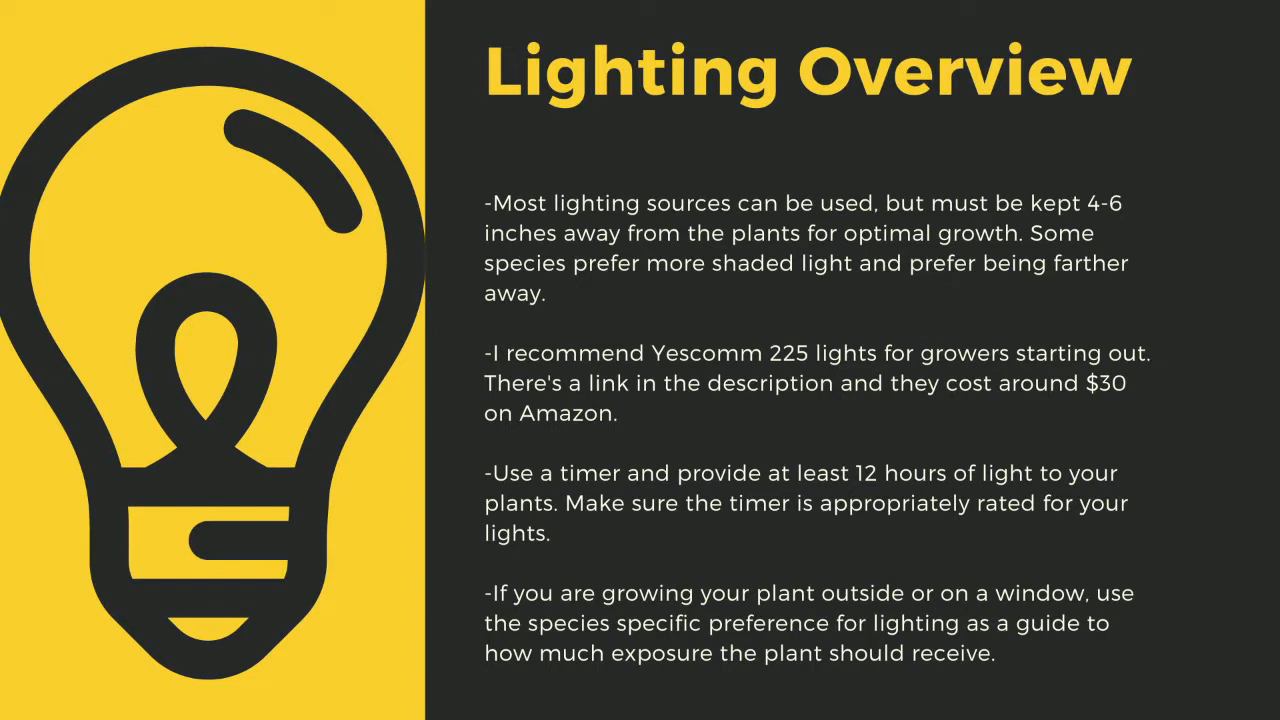 Lighting Overview
-Most lighting sources can be used, but must be kept 4-6
inches away from the plants for optimal growth. Some
species prefer more shaded light and prefer being farther
away.
-I recommend Yescomm 225 lights for growers starting out.
There's a link in the description and they cost around $30
on Amazon.
-Use a timer and provide at least 12 hours of light to your
plants. Make sure the timer is appropriately rated for your
lights.
-If you are growing your plant outside or on a window, use
the species specific preference for lighting as a guide to
how much exposure the plant should receive.